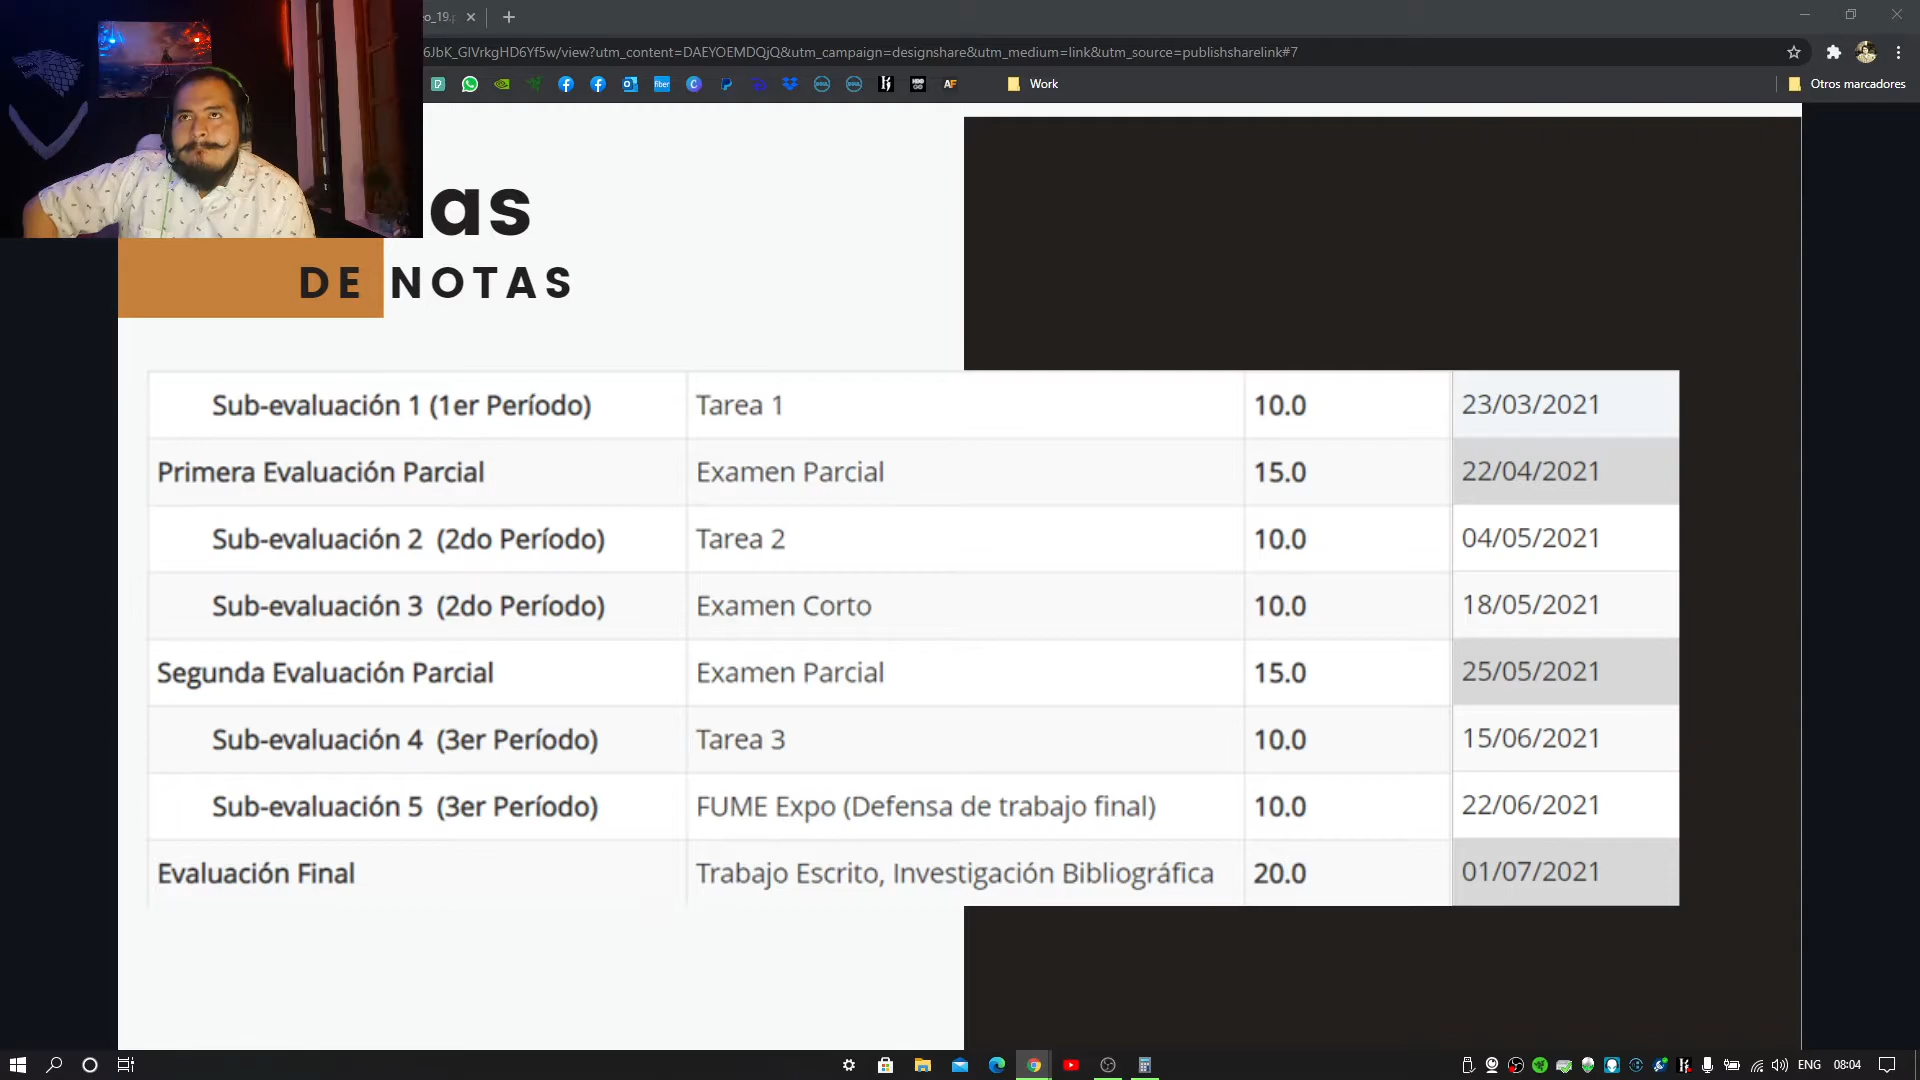 o_19.p
6JbK_GIVrkgHD6Yf5w/view?utm_content=DAEYOEMDQjQ&utm_campaign=designshare&utm_medium=link&utm_source=publishsharelink#7
fiber
Work
Otros marcadores
as
DE NOTAS
Sub-evaluación 1 (1er Período) Tarea 1 10.0 23/03/2021
Primera Evaluación Parcial Examen Parcial 15.0 22/04/2021
Sub-evaluación 2 (2do Período) Tarea 2 10.0 04/05/2021
Sub-evaluación 3 (2do Período) Examen Corto 10.0 18/05/2021
Segunda Evaluación Parcial Examen Parcial 15.0 25/05/2021
Sub-evaluación 4 (3er Período) Tarea 3 10.0 15/06/2021
Sub-evaluación 5 (3er Período) FUME Expo (Defensa de trabajo final) 10.0 22/06/2021
Evaluación Final Trabajo Escrito, Investigación Bibliográfica 20.0 01/07/2021
ENG 08:04